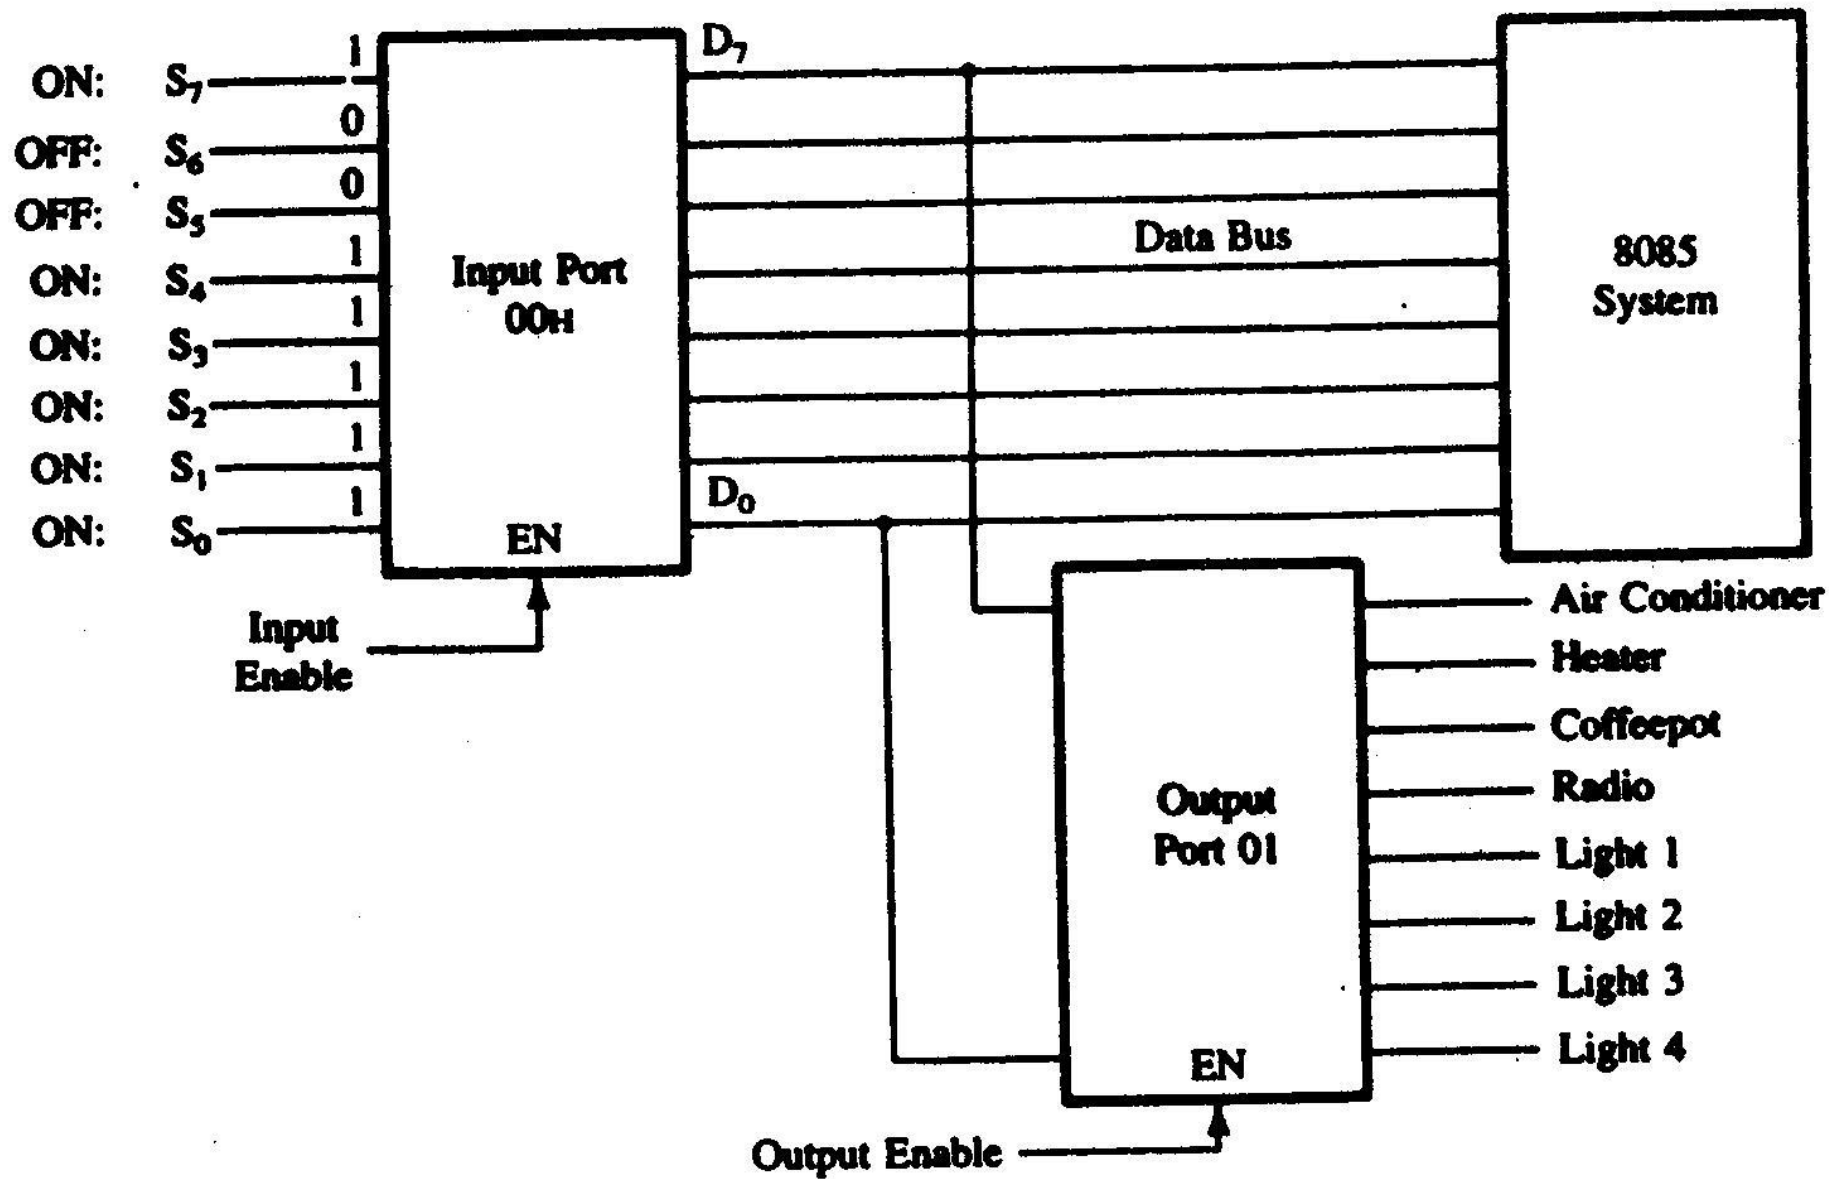 ON: S₇ 1
OFF: S₆ 0
OFF: S₅ 0
ON: S₄ 1
ON: S₃ 1
ON: S₂ 1
ON: S₁ 1
ON: S₀ 1
Input Port
00H
EN
Input
Enable
D₇
Data Bus
D₀
8085
System
Output
Port 01
EN
Output Enable
Air Conditioner
Heater
Coffeepot
Radio
Light 1
Light 2
Light 3
Light 4